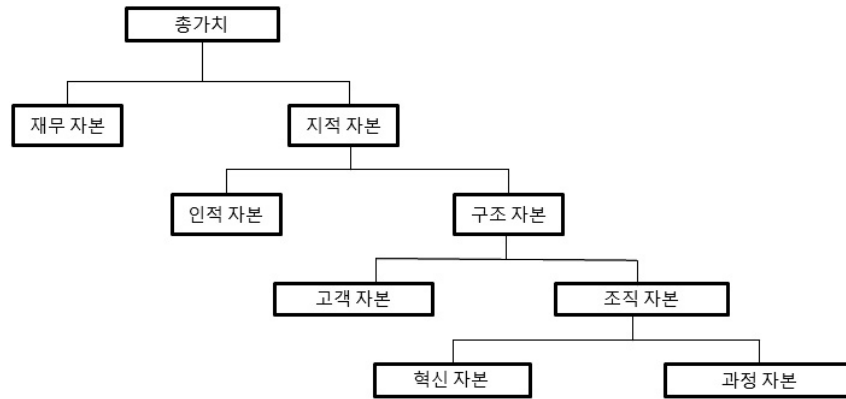 총가치
재무 자본
지적 자본
인적 자본
구조 자본
고객 자본
조직 자본
혁신 자본
과정 자본